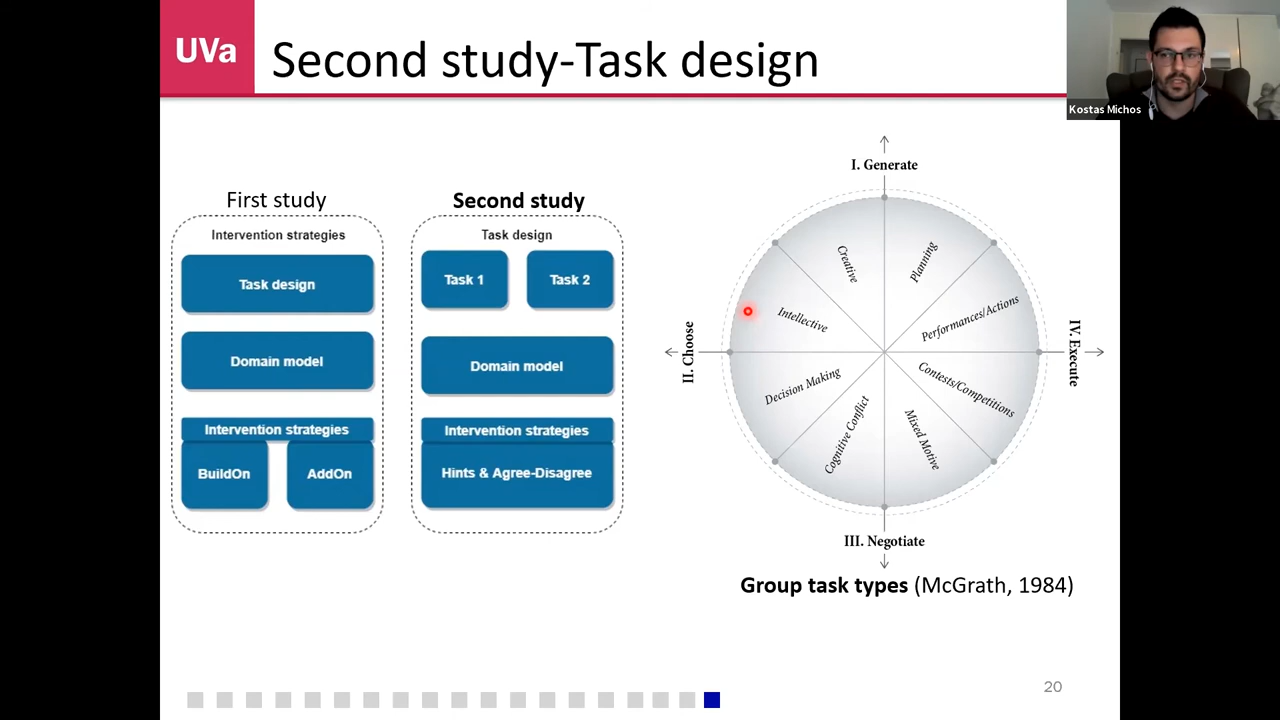 UVa
Second study-Task design
Kostas Michos
First study
Intervention strategies
Task design
Domain model
Intervention strategies
BuildOn
AddOn
Second study
Task design
Task 1
Task 2
Domain model
Intervention strategies
Hints & Agree-Disagree
I. Generate
Creative
Planning
Intellective
Performances/Actions
II. Choose
IV. Execute
Decision Making
Contests/Competitions
Cognitive Conflict
Mixed Motive
III. Negotiate
Group task types (McGrath, 1984)
20